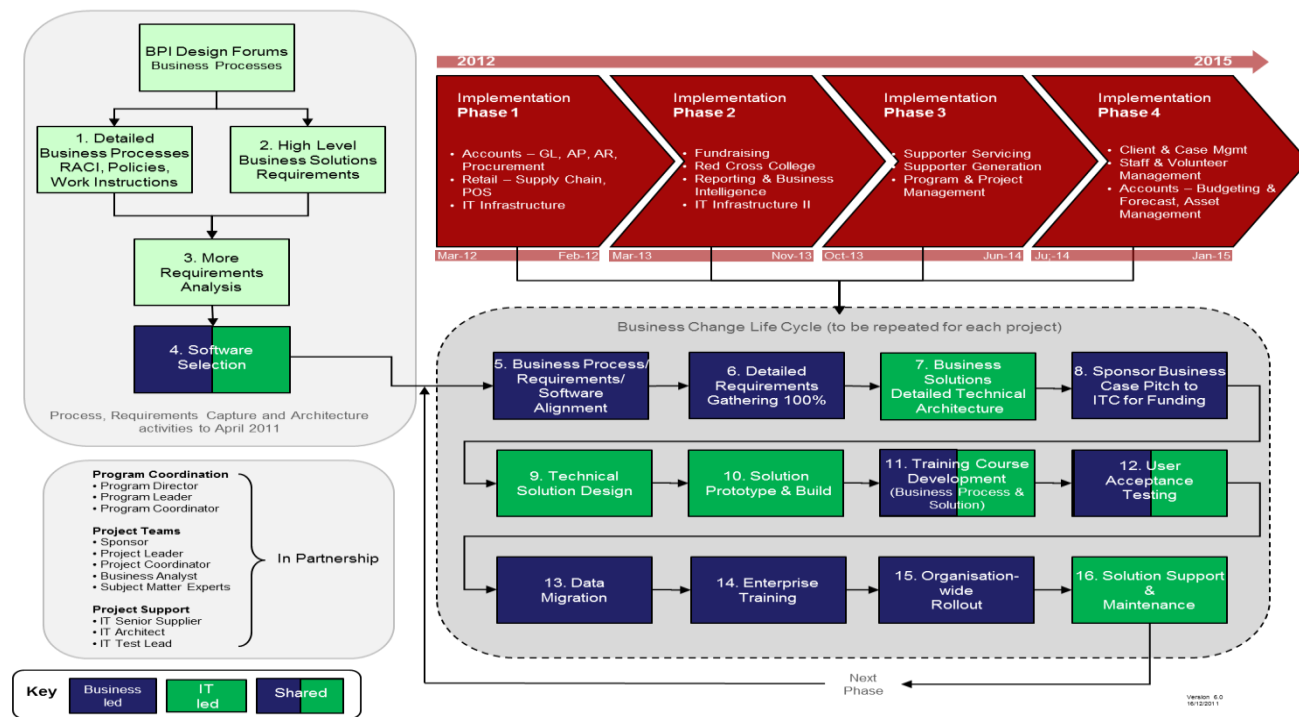 BPI Design Forums
Business Processes
1. Detailed
Business Processes
RACI, Policies,
Work Instructions
2. High Level
Business Solutions
Requirements
3. More
Requirements
Analysis
4. Software
Selection
Process, Requirements Capture and Architecture
activities to April 2011
2012
2015
Implementation
Phase 1
• Accounts – GL, AP, AR,
Procurement
• Retail – Supply Chain,
POS
• IT Infrastructure
Implementation
Phase 2
• Fundraising
• Red Cross College
• Reporting & Business
Intelligence
• IT Infrastructure II
Implementation
Phase 3
• Supporter Servicing
• Supporter Generation
• Program & Project
Management
Implementation
Phase 4
• Client & Case Mgmt
• Staff & Volunteer
Management
• Accounts – Budgeting &
Forecast, Asset
Management
Mar-12
Feb-12
Mar-13
Nov-13
Oct-13
Jun-14
Ju;-14
Jan-15
Business Change Life Cycle (to be repeated for each project)
5. Business Process/
Requirements/
Software
Alignment
6. Detailed
Requirements
Gathering 100%
7. Business
Solutions
Detailed Technical
Architecture
8. Sponsor Business
Case Pitch to
ITC for Funding
9. Technical
Solution Design
10. Solution
Prototype & Build
11. Training Course
Development
(Business Process &
Solution)
12. User
Acceptance
Testing
13. Data
Migration
14. Enterprise
Training
15. Organisation-
wide
Rollout
16. Solution Support
&
Maintenance
Next
Phase
Program Coordination
• Program Director
• Program Leader
• Program Coordinator
Project Teams
• Sponsor
• Project Leader
• Project Coordinator
• Business Analyst
• Subject Matter Experts
Project Support
• IT Senior Supplier
• IT Architect
• IT Test Lead
In Partnership
Key
Business
led
IT
led
Shared
Version 6.0
16/12/2011